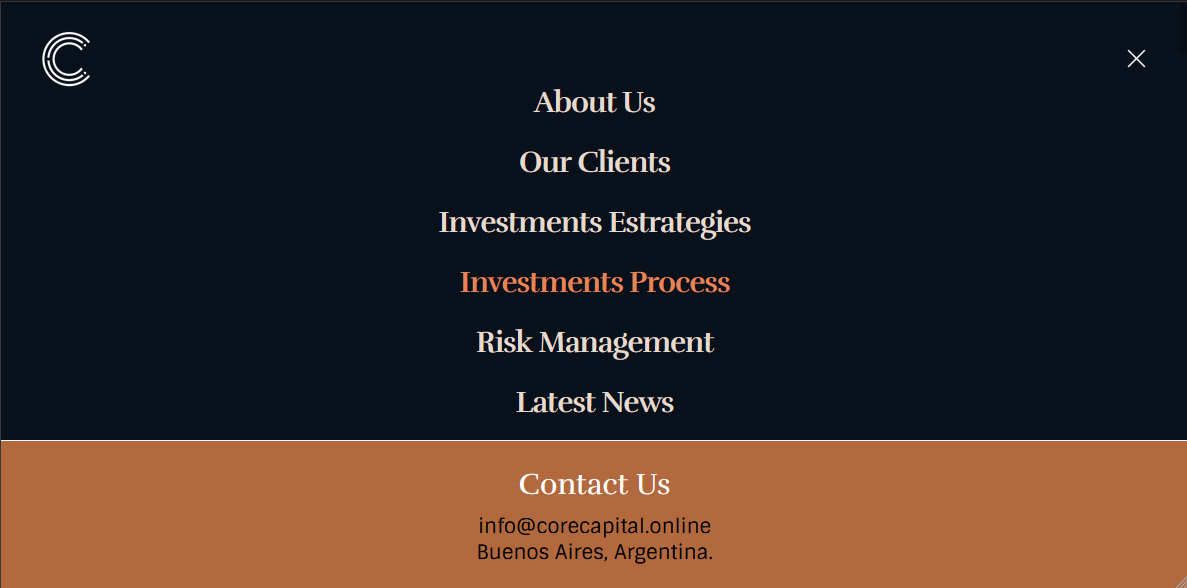 About Us
Our Clients
Investments Estrategies
Investments Process
Risk Management
Latest News
Contact Us
info@corecapital.online
Buenos Aires, Argentina.